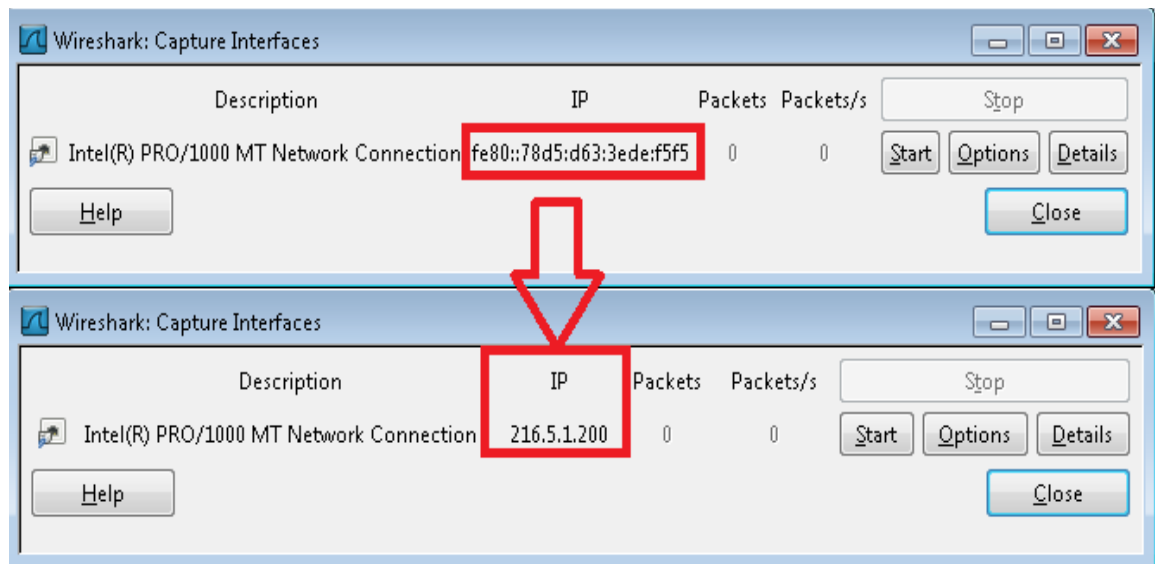 Wireshark: Capture Interfaces
Description IP Packets Packets/s Stop
Intel(R) PRO/1000 MT Network Connection fe80::78d5:d63:3ede:f5f5 0 0 Start Options Details
Help Close
Wireshark: Capture Interfaces
Description IP Packets Packets/s Stop
Intel(R) PRO/1000 MT Network Connection 216.5.1.200 0 0 Start Options Details
Help Close